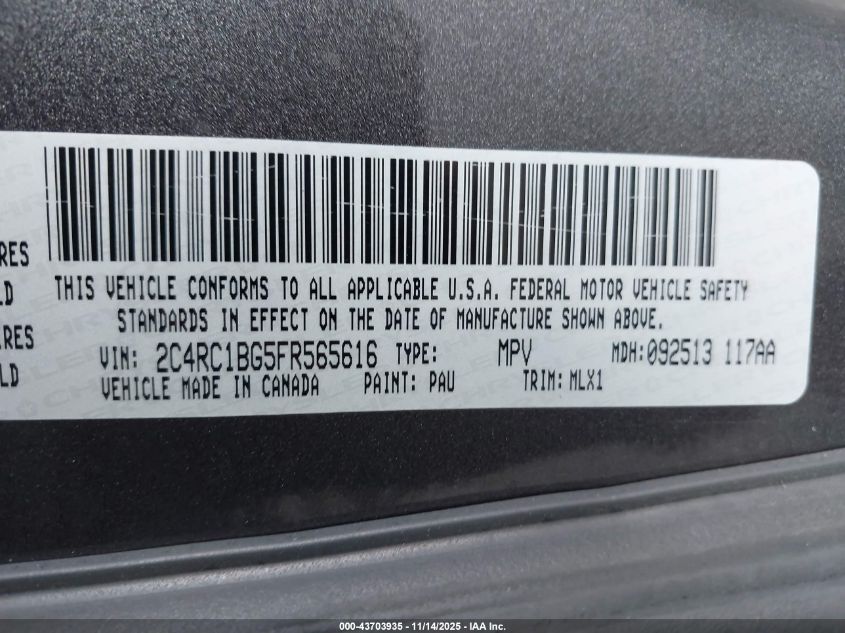 RES
LD
IRES
LD
THIS VEHICLE CONFORMS TO ALL APPLICABLE U.S.A. FEDERAL MOTOR VEHICLE SAFETY
STANDARDS IN EFFECT ON THE DATE OF MANUFACTURE SHOWN ABOVE.
VIN: 2C4RC1BG5FR565616 TYPE: MPV MDH:092513 117AA
VEHICLE MADE IN CANADA PAINT: PAU TRIM: MLX1
000-43703935 - 11/14/2025 - IAA Inc.